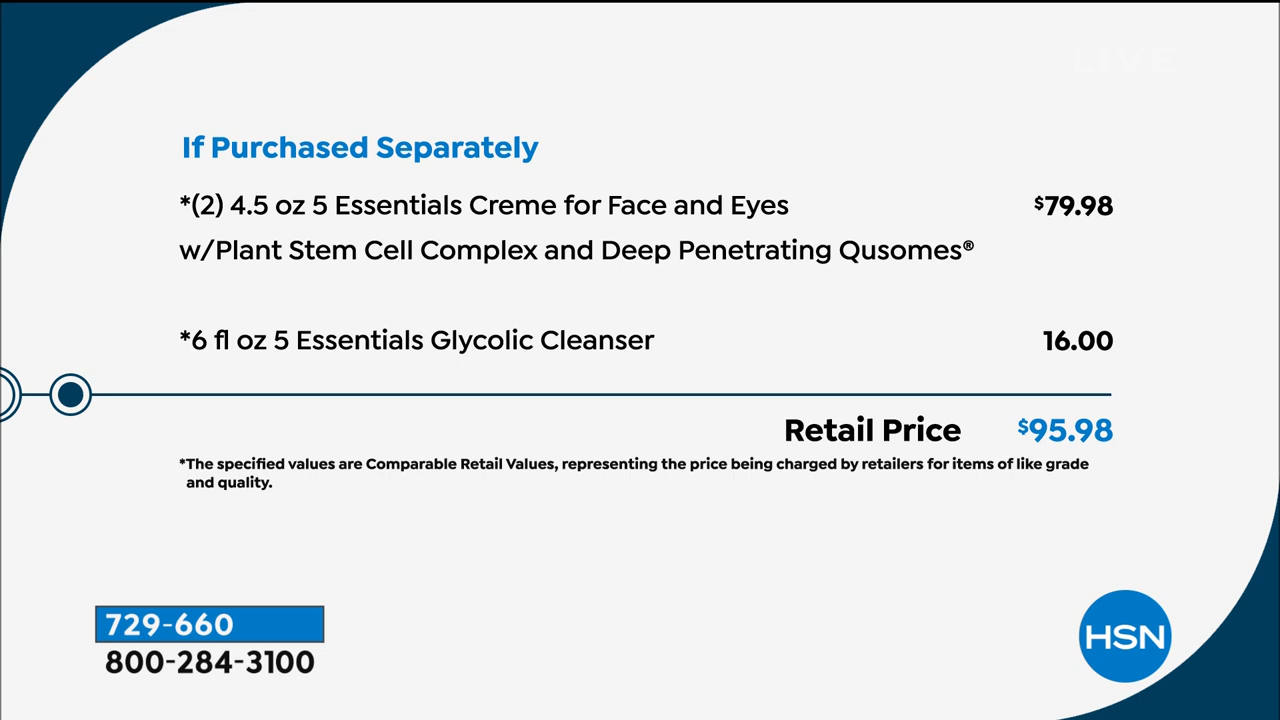 LIVE
If Purchased Separately
*(2) 4.5 oz 5 Essentials Creme for Face and Eyes $79.98
w/Plant Stem Cell Complex and Deep Penetrating Qusomes®
*6 fl oz 5 Essentials Glycolic Cleanser 16.00
Retail Price $95.98
*The specified values are Comparable Retail Values, representing the price being charged by retailers for items of like grade
and quality.
729-660
800-284-3100
HSN